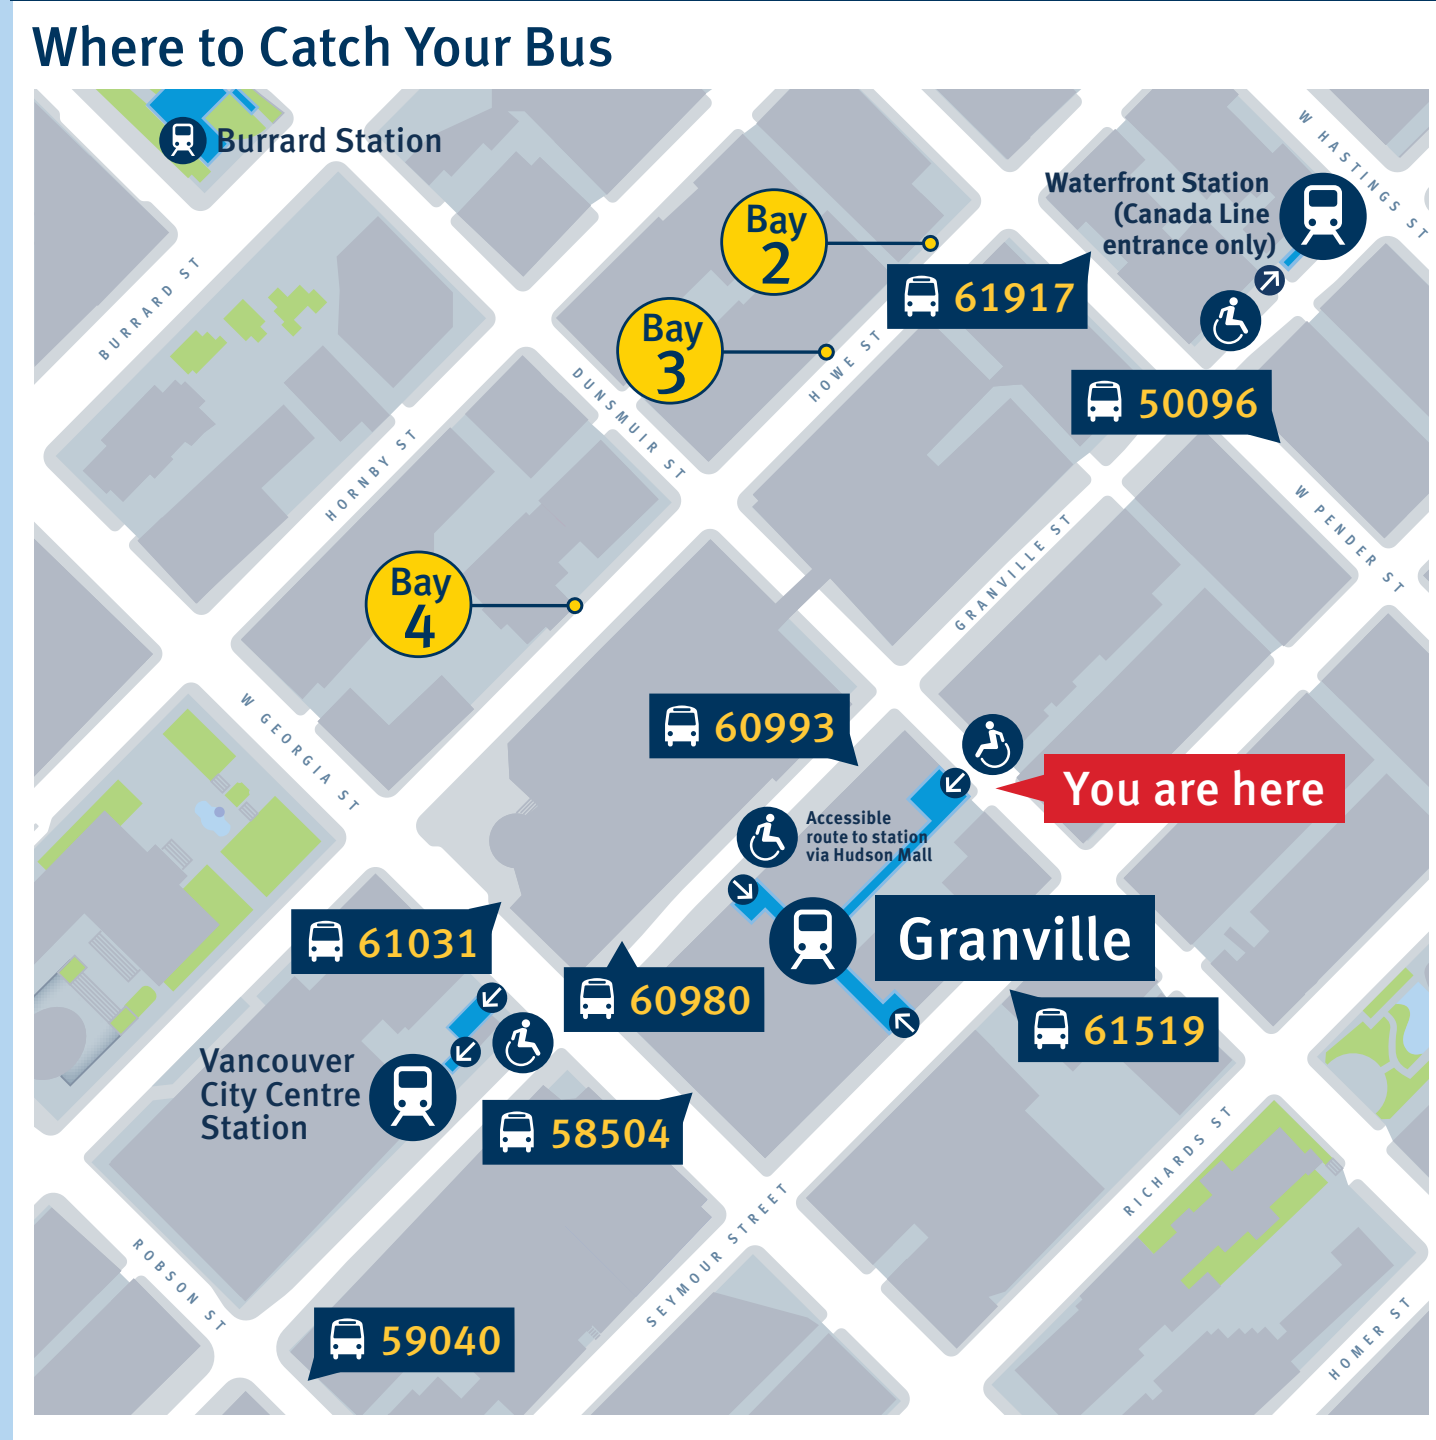 Where to Catch Your Bus
Burrard Station
W HASTINGS ST
Waterfront Station
(Canada Line
entrance only)
Bay
2
61917
BURRARD ST
Bay
3
HOWE ST
50096
DUNSMUIR ST
HORNBY ST
W PENDER ST
GRANVILLE ST
Bay
4
W GEORGIA ST
60993
You are here
Accessible
route to station
via Hudson Mall
61031
Granville
60980
61519
Vancouver
City Centre
Station
58504
RICHARDS ST
SEYMOUR STREET
ROBSON ST
59040
HOMER ST